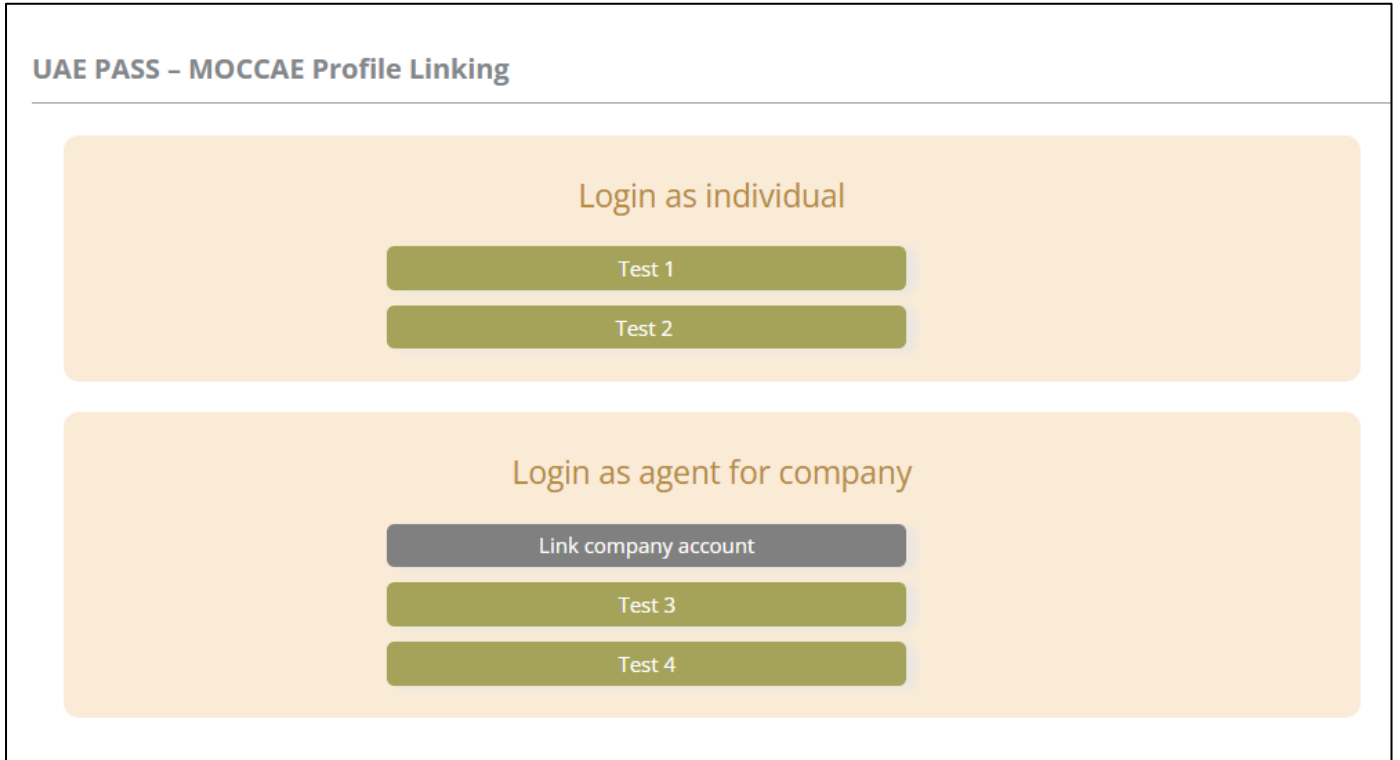 UAE PASS – MOCCAE Profile Linking
Login as individual
Test 1
Test 2
Login as agent for company
Link company account
Test 3
Test 4